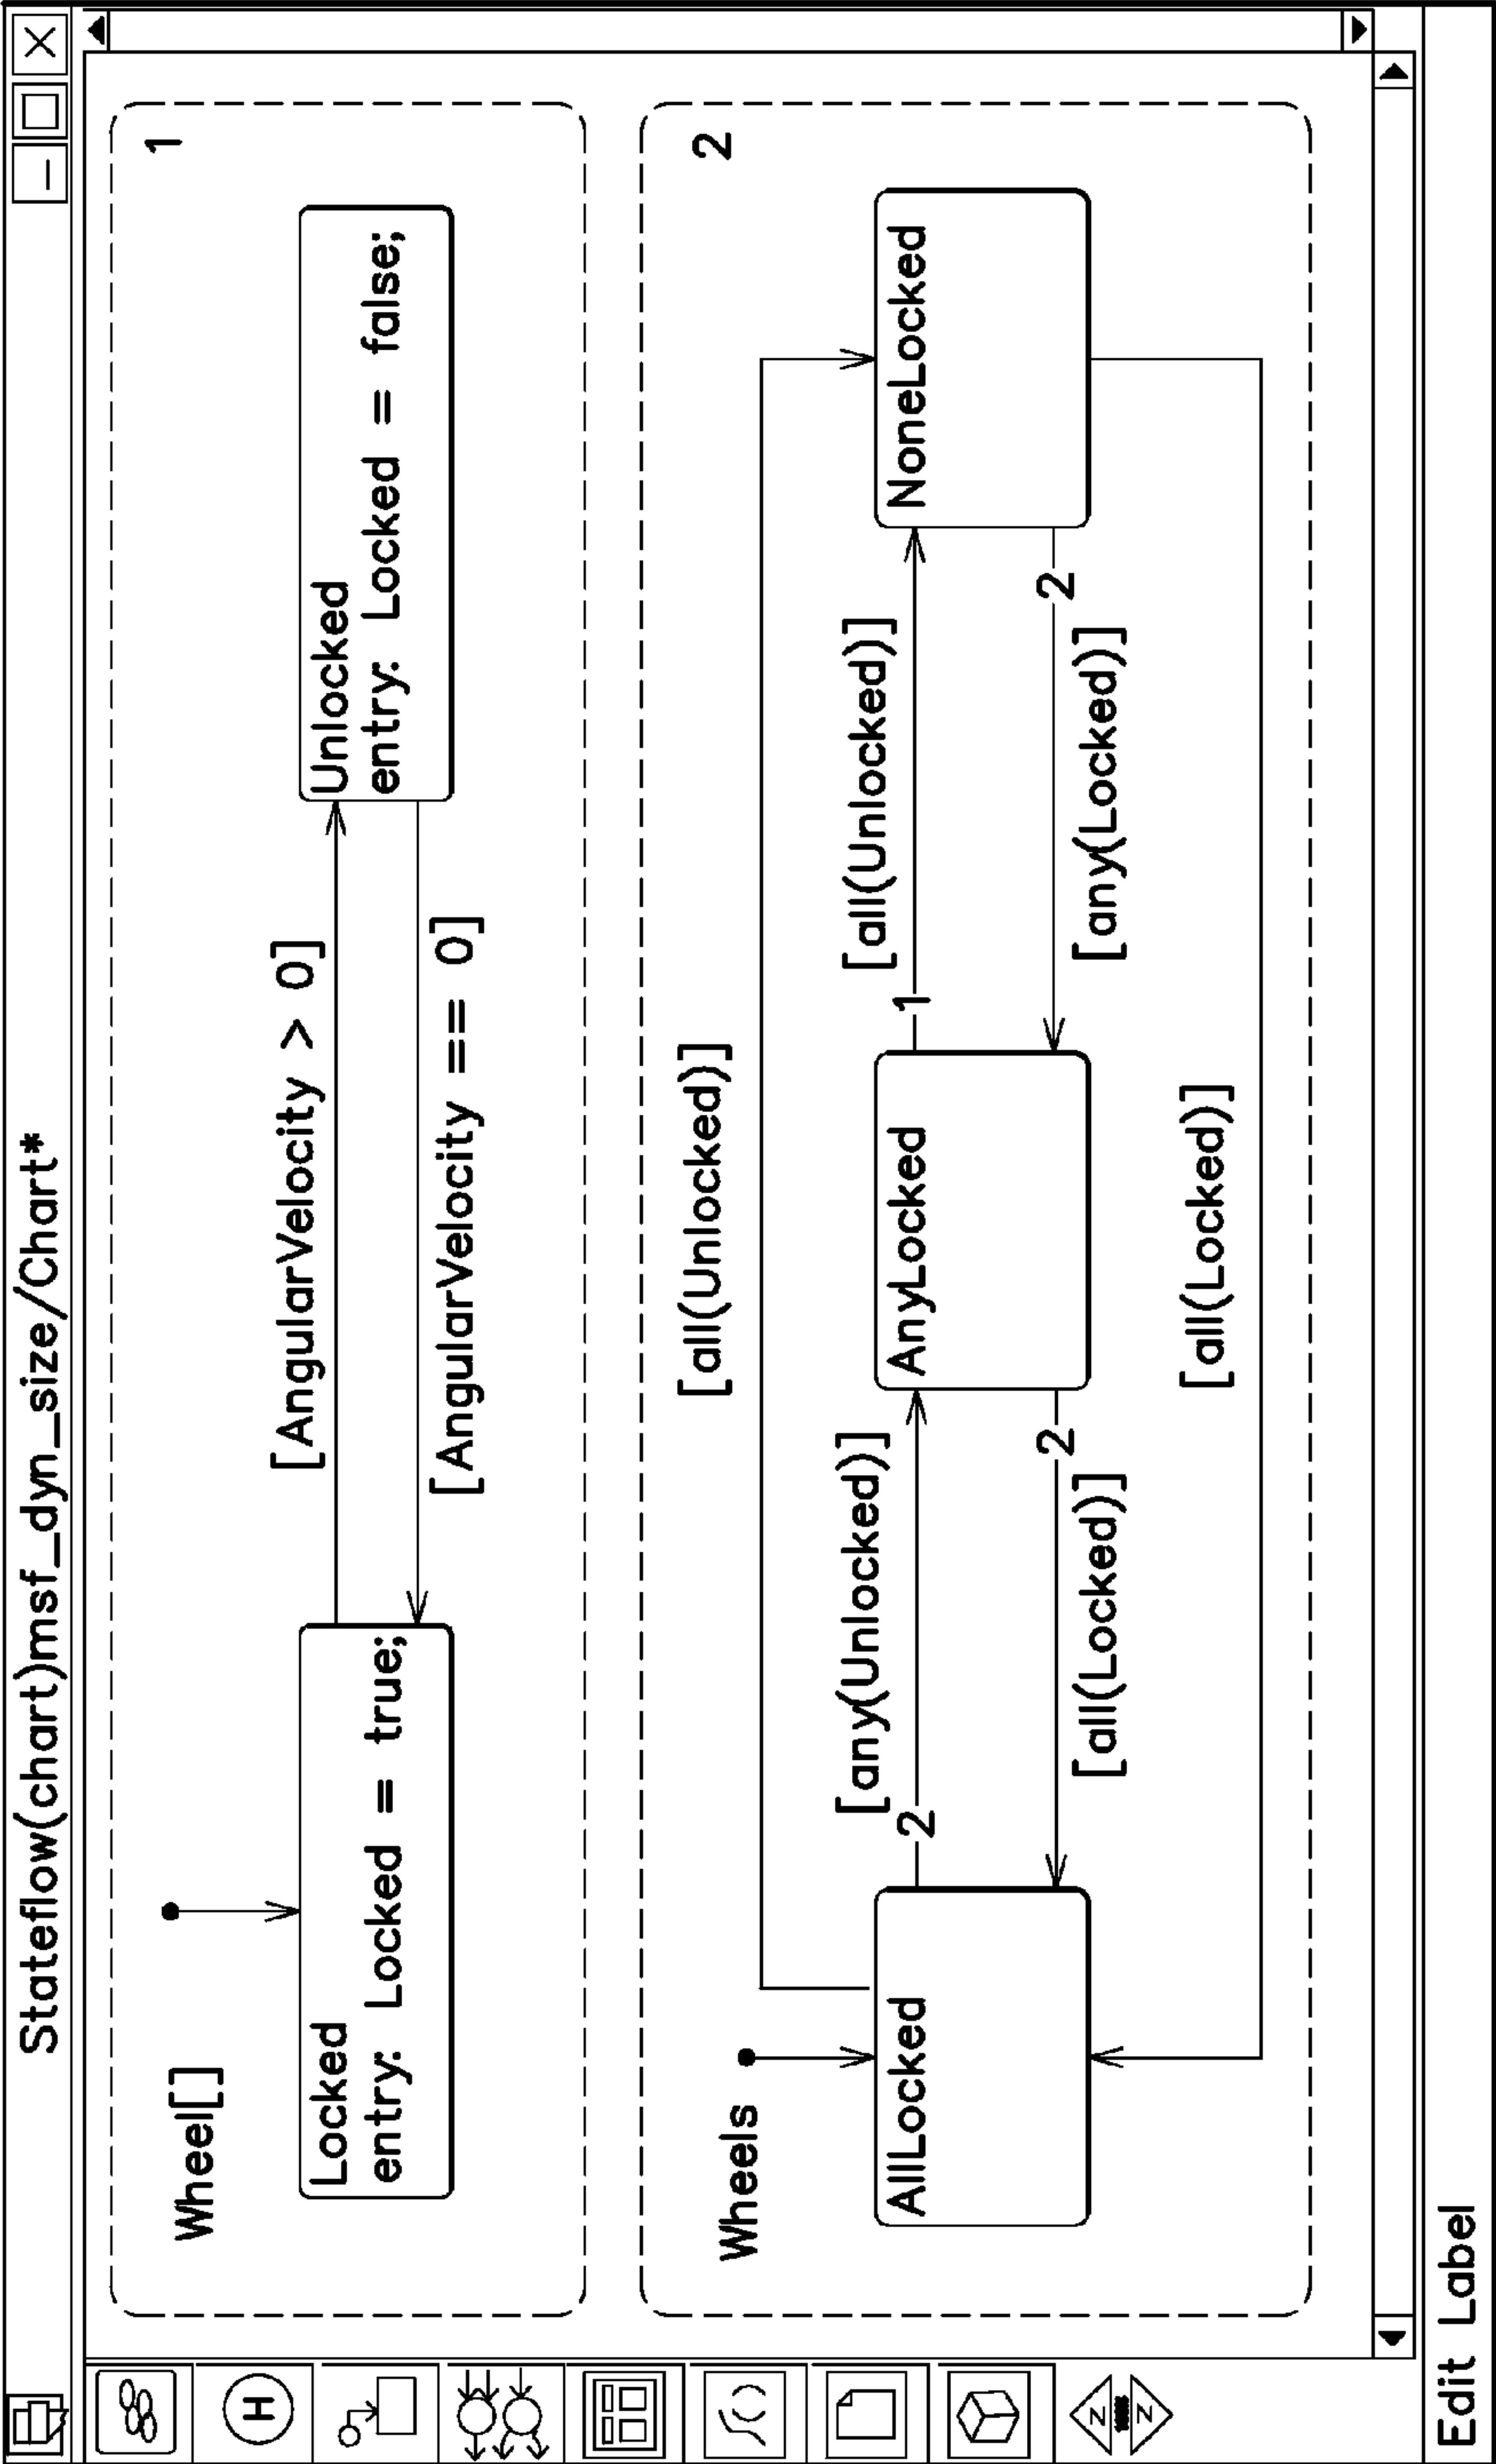 Stateflow(chart)msf_dyn_size/Chart*
Wheel[]
1
Locked
entry: Locked = true;
[AngularVelocity > 0]
[AngularVelocity == 0]
Unlocked
entry: Locked = false;
Wheels
2
[all(Unlocked)]
AllLocked
2
[any(Unlocked)]
2
[all(Locked)]
AnyLocked
1
[all(Unlocked)]
2
[any(Locked)]
NoneLocked
[all(Locked)]
H
Z
Z
Edit Label